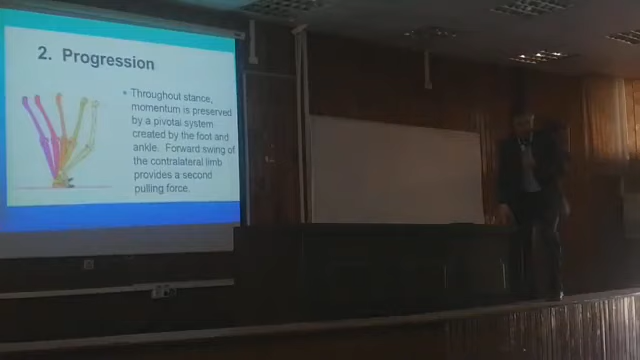 2. Progression
• Throughout stance,
momentum is preserved
by a pivotal system
created by the foot and
ankle. Forward swing of
the contralateral limb
provides a second
pulling force.